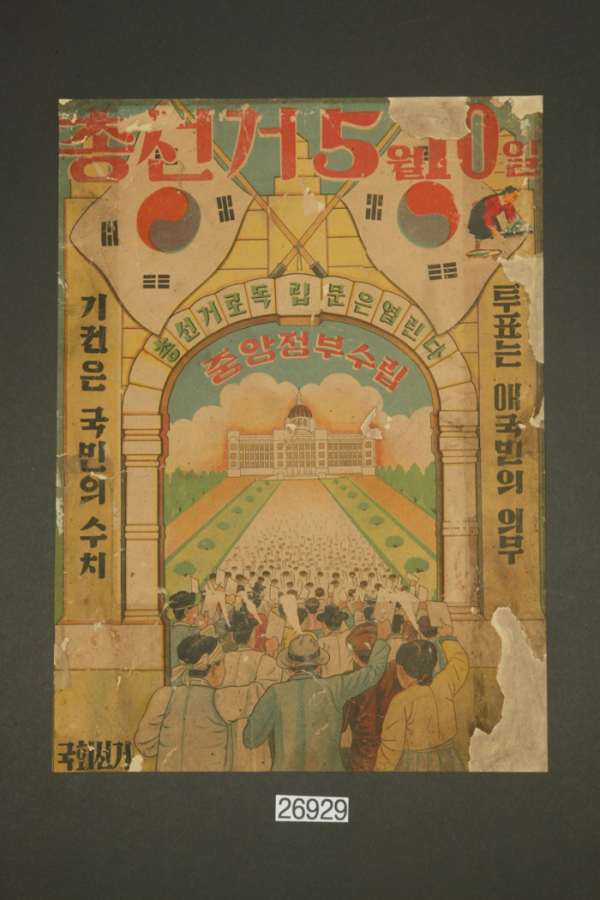 총선거 5월 10일
총선거로 독립문은 열린다
중앙정부수립
기권은 국민의 수치
투표는 애국민의 의무
국회선거
26929